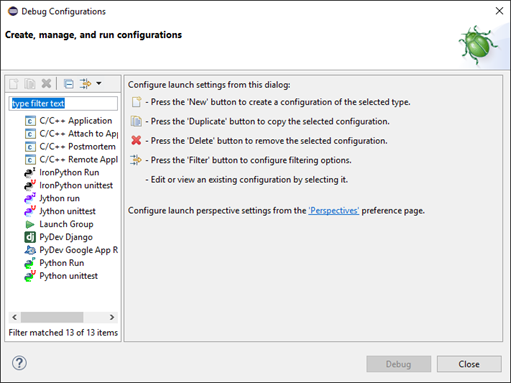 Debug Configurations
Create, manage, and run configurations
type filter text
C/C++ Application
C/C++ Attach to Ap
C/C++ Postmortem
C/C++ Remote Appl
IronPython Run
IronPython unittest
Jython run
Jython unittest
Launch Group
PyDev Django
PyDev Google App R
Python Run
Python unittest
Filter matched 13 of 13 items
Configure launch settings from this dialog:
- Press the 'New' button to create a configuration of the selected type.
- Press the 'Duplicate' button to copy the selected configuration.
- Press the 'Delete' button to remove the selected configuration.
- Press the 'Filter' button to configure filtering options.
- Edit or view an existing configuration by selecting it.
Configure launch perspective settings from the 'Perspectives' preference page.
Debug
Close